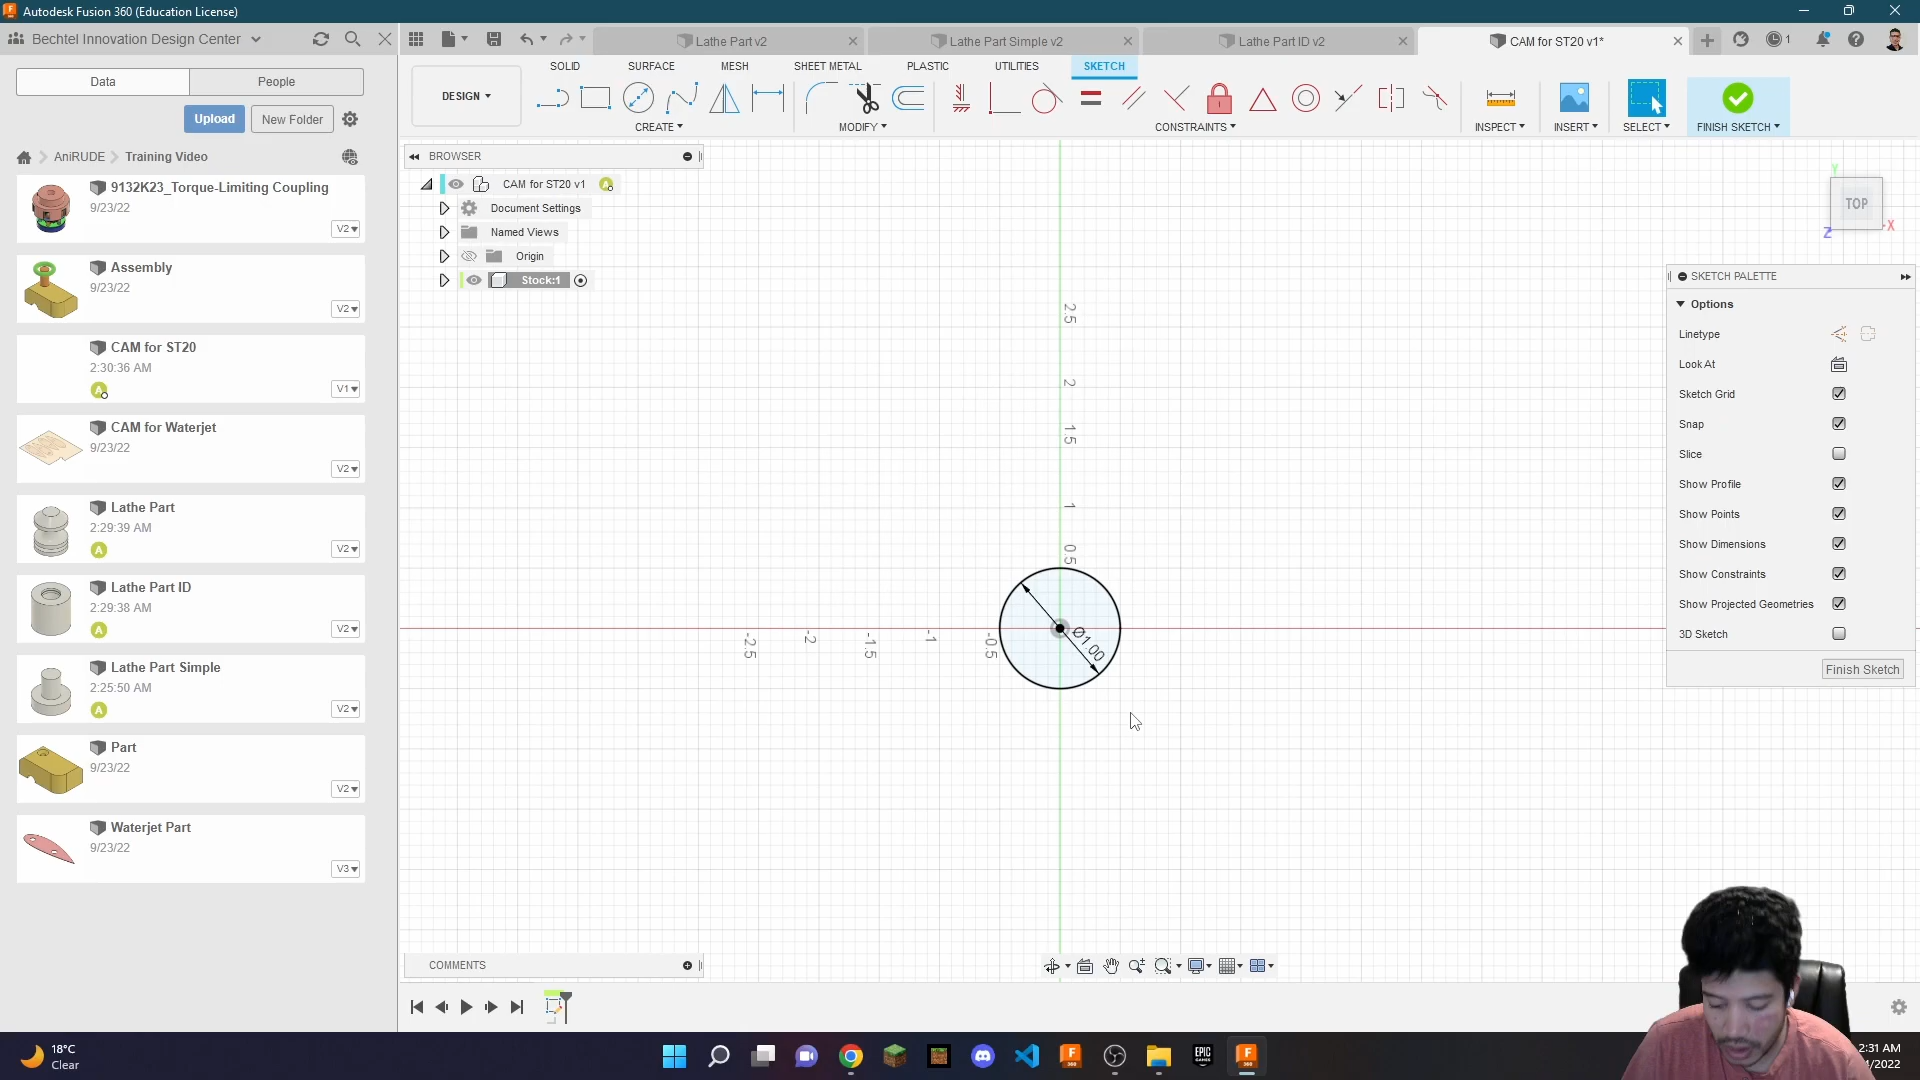 Autodesk Fusion 360 (Education License)
Bechtel Innovation Design Center
Lathe Part v2
Lathe Part Simple v2
Lathe Part ID v2
CAM for ST20 v1*
1
Data
People
Upload
New Folder
AniRUDE
Training Video
9132K23_Torque-Limiting Coupling
9/23/22
V2
Assembly
9/23/22
V2
CAM for ST20
2:30:36 AM
A
V1
CAM for Waterjet
9/23/22
V2
Lathe Part
2:29:39 AM
A
V2
Lathe Part ID
2:29:38 AM
A
V2
Lathe Part Simple
2:25:50 AM
A
V2
Part
9/23/22
V2
Waterjet Part
9/23/22
V3
SOLID
SURFACE
MESH
SHEET METAL
PLASTIC
UTILITIES
SKETCH
DESIGN
CREATE
MODIFY
CONSTRAINTS
INSPECT
INSERT
SELECT
FINISH SKETCH
BROWSER
CAM for ST20 v1
A
Document Settings
Named Views
Origin
Stock:1
TOP
Y
X
Z
2.5
2
1.5
1
0.5
-2.5
-2
-1.5
-1
-0.5
Ø1.00
SKETCH PALETTE
Options
Linetype
Look At
Sketch Grid
Snap
Slice
Show Profile
Show Points
Show Dimensions
Show Constraints
Show Projected Geometries
3D Sketch
Finish Sketch
COMMENTS
18°C
Clear
F
360
EPIC
GAMES
F
360
2:31 AM
/2022